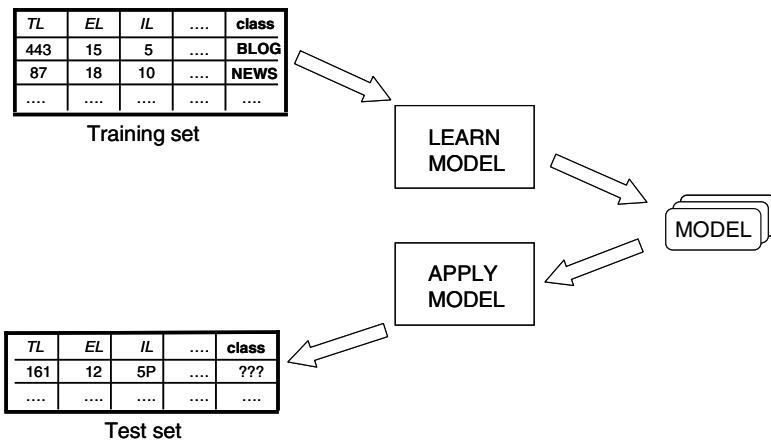 TL EL IL .... class
443 15 5 .... BLOG
87 18 10 .... NEWS
.... .... .... .... ....
Training set
LEARN
MODEL
MODEL
APPLY
MODEL
TL EL IL .... class
161 12 5P .... ???
.... .... .... .... ....
Test set